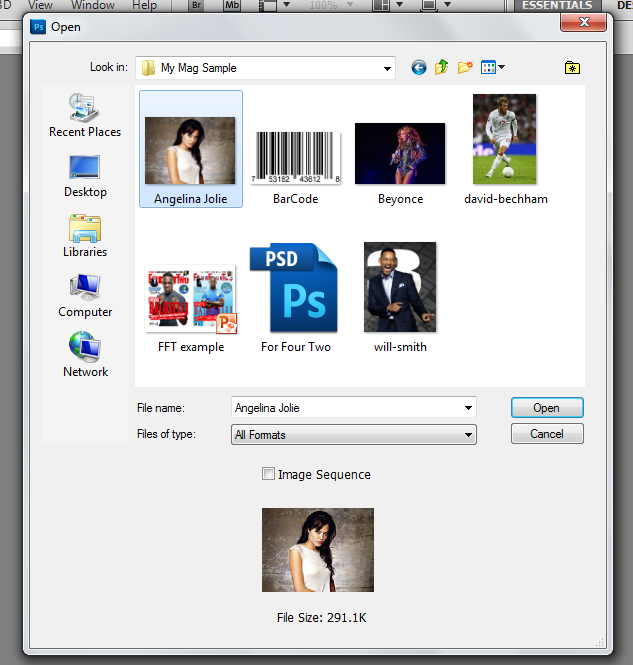 3D View Window Help Br Mb 100% ESSENTIALS DES
Ps Open
Look in: My Mag Sample
Recent Places
Desktop
Libraries
Computer
Network
Angelina Jolie BarCode Beyonce david-bechham
7 53182 43612 8
PSD
Ps
FFT example For Four Two will-smith
File name: Angelina Jolie Open
Files of type: All Formats Cancel
Image Sequence
File Size: 291.1K